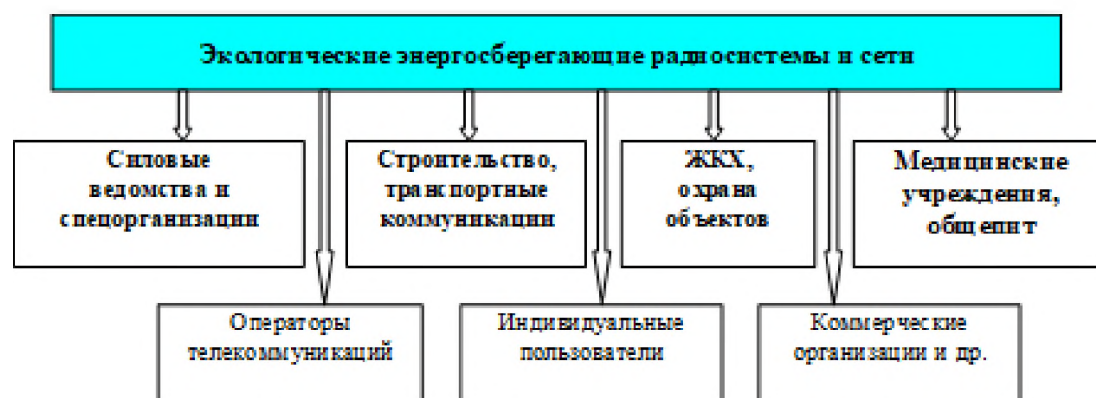 Экологические энергосберегающие радиосистемы и сети
Силовые
ведомства и
спецорганизации
Строительство,
транспортные
коммуникации
ЖКХ,
охрана
объектов
Медицинские
учреждения,
общепит
Операторы
телекоммуникаций
Индивидуальные
пользователи
Коммерческие
организации и др.